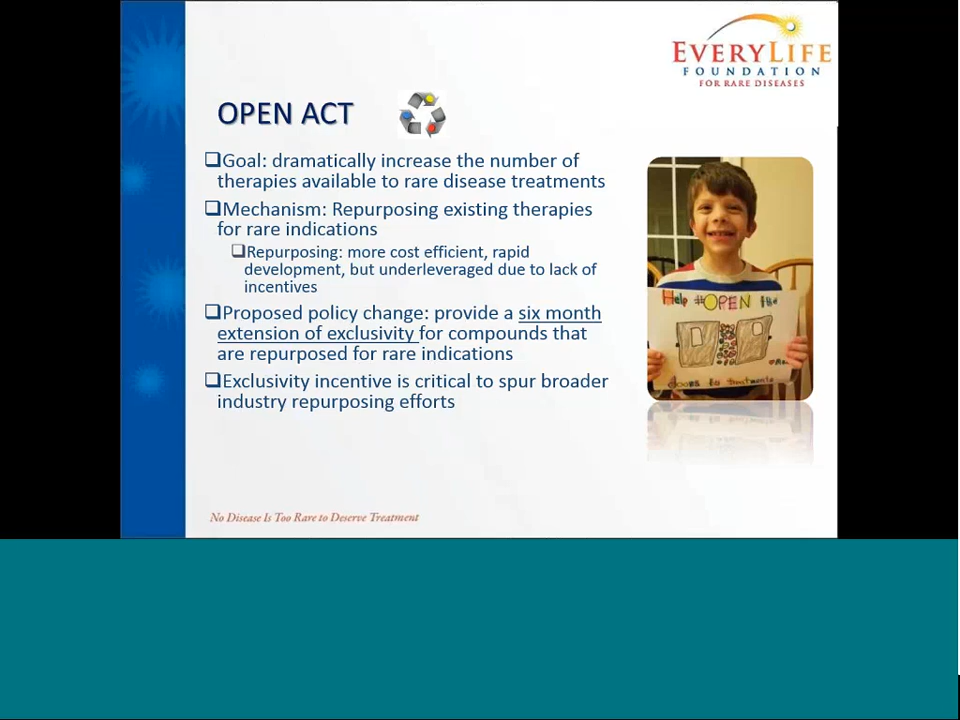 EVERYLIFE
FOUNDATION
FOR RARE DISEASES
OPEN ACT
Goal: dramatically increase the number of
therapies available to rare disease treatments
Mechanism: Repurposing existing therapies
for rare indications
Repurposing: more cost efficient, rapid
development, but underleveraged due to lack of
incentives
Proposed policy change: provide a six month
extension of exclusivity for compounds that
are repurposed for rare indications
Exclusivity incentive is critical to spur broader
industry repurposing efforts
Help #OPEN the
doors to treatments
No Disease Is Too Rare to Deserve Treatment